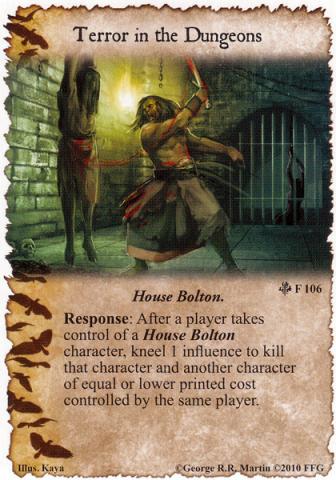 Terror in the Dungeons
F 106
House Bolton.
Response: After a player takes
control of a House Bolton
character, kneel 1 influence to kill
that character and another character
of equal or lower printed cost
controlled by the same player.
Illus. Kaya ©George R.R. Martin ©2010 FFG